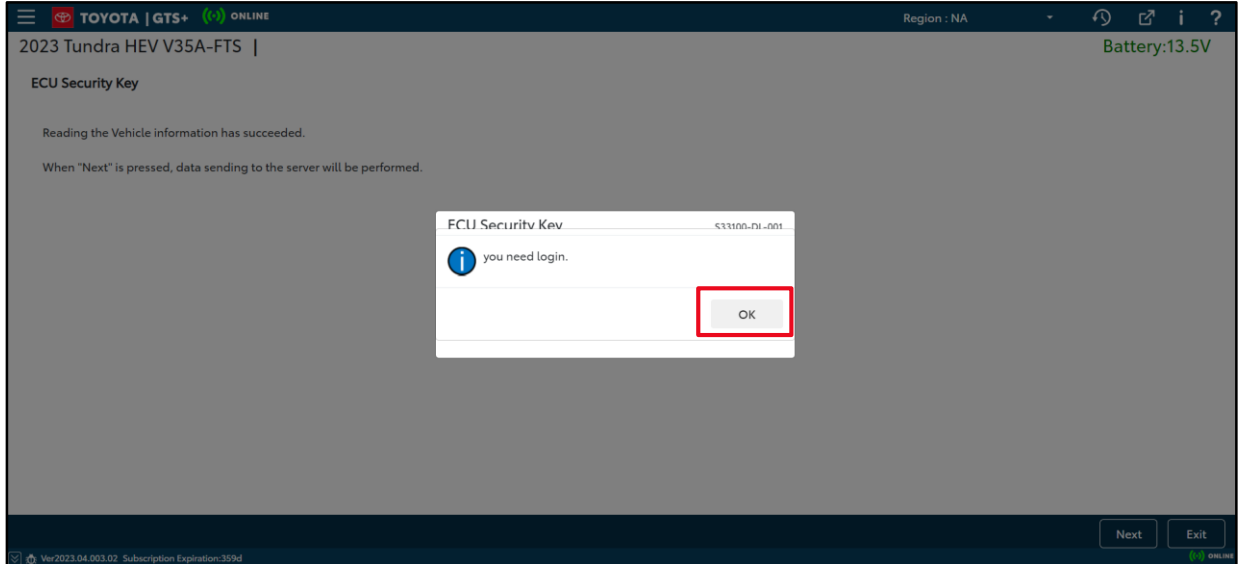 TOYOTA | GTS+ ONLINE Region : NA i ?
2023 Tundra HEV V35A-FTS | Battery:13.5V
ECU Security Key
Reading the Vehicle information has succeeded.
When "Next" is pressed, data sending to the server will be performed.
ECU Security Key S33100-DL-001
you need login.
OK
Next Exit
Ver2023.04.003.02 Subscription Expiration:359d ONLINE